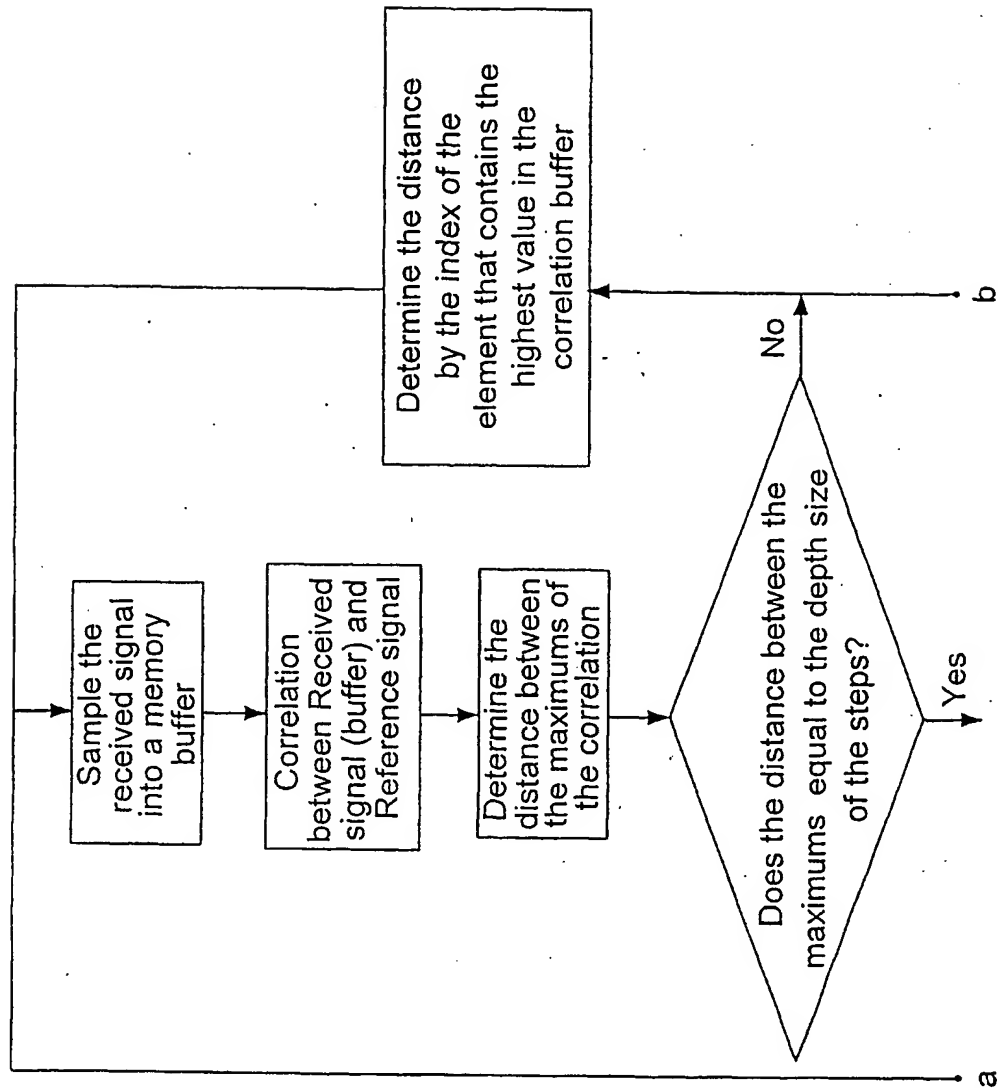 Sample the
received signal
into a memory
buffer
Correlation
between Received
signal (buffer) and
Reference signal
Determine the
distance between
the maximums of
the correlation
Does the distance between the
maximums equal to the depth size
of the steps?
No
Yes
Determine the distance
by the index of the
element that contains the
highest value in the
correlation buffer
a
b